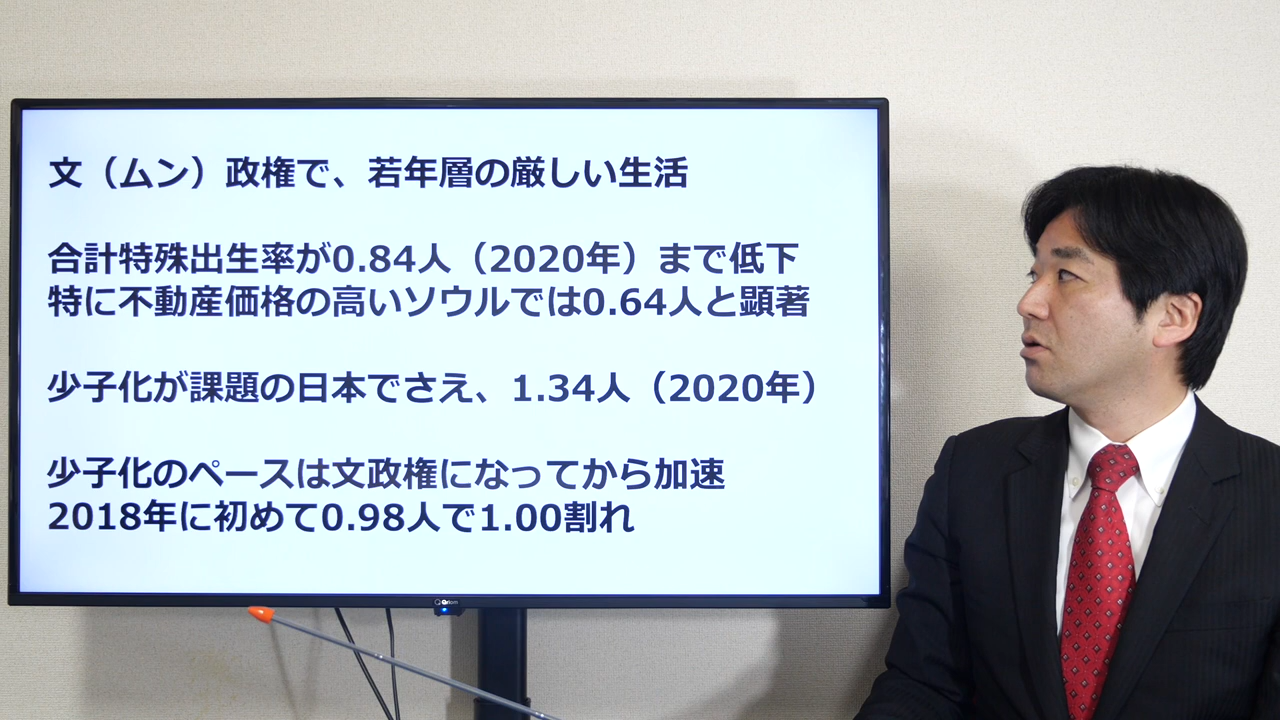 文（ムン）政権で、若年層の厳しい生活
合計特殊出生率が0.84人（2020年）まで低下
特に不動産価格の高いソウルでは0.64人と顕著
少子化が課題の日本でさえ、1.34人（2020年）
少子化のペースは文政権になってから加速
2018年に初めて0.98人で1.00割れ
Qriom